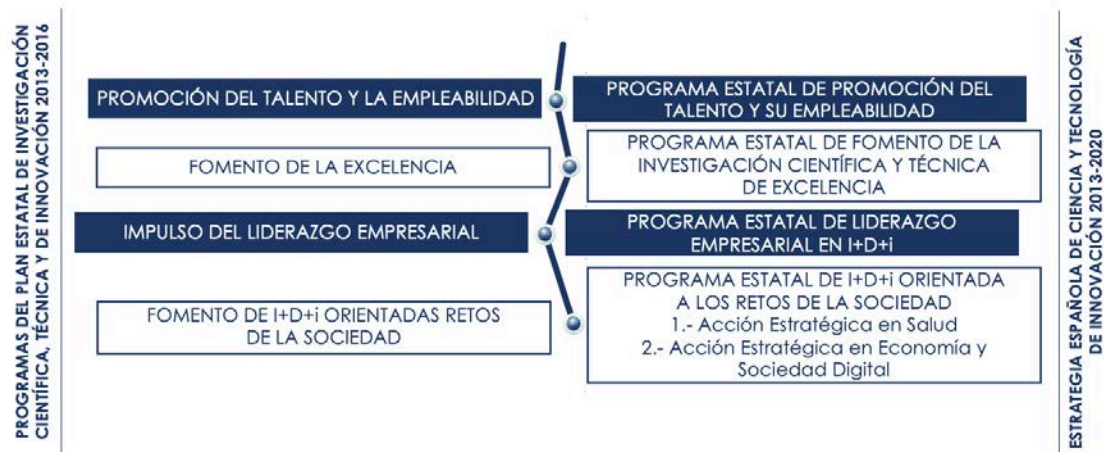 PROGRAMAS DEL PLAN ESTATAL DE INVESTIGACIÓN
CIENTÍFICA, TÉCNICA Y DE INNOVACIÓN 2013-2016
PROMOCIÓN DEL TALENTO Y LA EMPLEABILIDAD
PROGRAMA ESTATAL DE PROMOCIÓN DEL
TALENTO Y SU EMPLEABILIDAD
FOMENTO DE LA EXCELENCIA
PROGRAMA ESTATAL DE FOMENTO DE LA
INVESTIGACIÓN CIENTÍFICA Y TÉCNICA
DE EXCELENCIA
IMPULSO DEL LIDERAZGO EMPRESARIAL
PROGRAMA ESTATAL DE LIDERAZGO
EMPRESARIAL EN I+D+i
FOMENTO DE I+D+i ORIENTADAS RETOS
DE LA SOCIEDAD
PROGRAMA ESTATAL DE I+D+i ORIENTADA
A LOS RETOS DE LA SOCIEDAD
1.- Acción Estratégica en Salud
2.- Acción Estratégica en Economía y
Sociedad Digital
ESTRATEGIA ESPAÑOLA DE CIENCIA Y TECNOLOGÍA
DE INNOVACIÓN 2013-2020